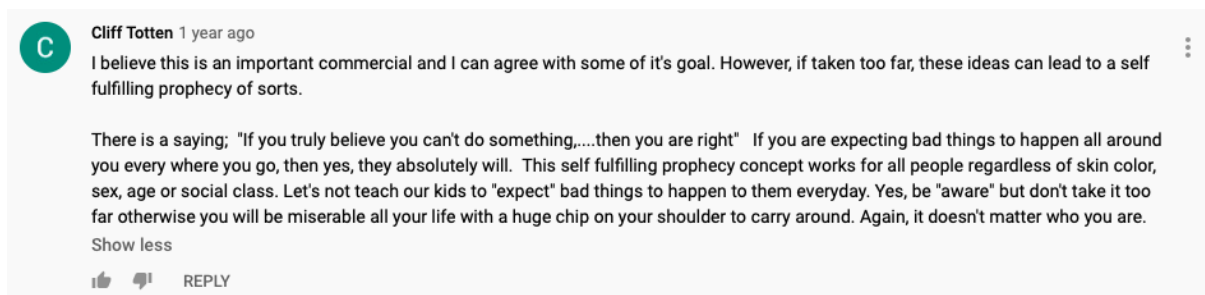 C
Cliff Totten 1 year ago
I believe this is an important commercial and I can agree with some of it's goal. However, if taken too far, these ideas can lead to a self
fulfilling prophecy of sorts.
There is a saying;  "If you truly believe you can't do something,....then you are right"   If you are expecting bad things to happen all around
you every where you go, then yes, they absolutely will.  This self fulfilling prophecy concept works for all people regardless of skin color,
sex, age or social class. Let's not teach our kids to "expect" bad things to happen to them everyday. Yes, be "aware" but don't take it too
far otherwise you will be miserable all your life with a huge chip on your shoulder to carry around. Again, it doesn't matter who you are.
Show less
REPLY